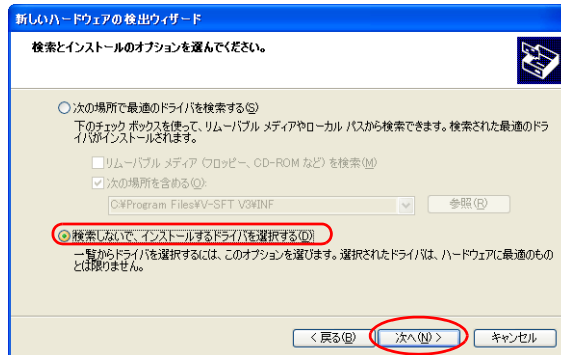 新しいハードウェアの検出ウィザード
検索とインストールのオプションを選んでください。
次の場所で最適のドライバを検索する(S)
下のチェック ボックスを使って、リムーバブル メディアやローカル パスから検索できます。検索された最適のドラ
イバがインストールされます。
リムーバブル メディア (フロッピー、CD-ROM など) を検索(M)
次の場所を含める(O):
C:¥Program Files¥V-SFT V3¥INF
参照(R)
検索しないで、インストールするドライバを選択する(D)
一覧からドライバを選択するには、このオプションを選びます。選択されたドライバは、ハードウェアに最適のもの
とは限りません。
< 戻る(B)
次へ(N) >
キャンセル